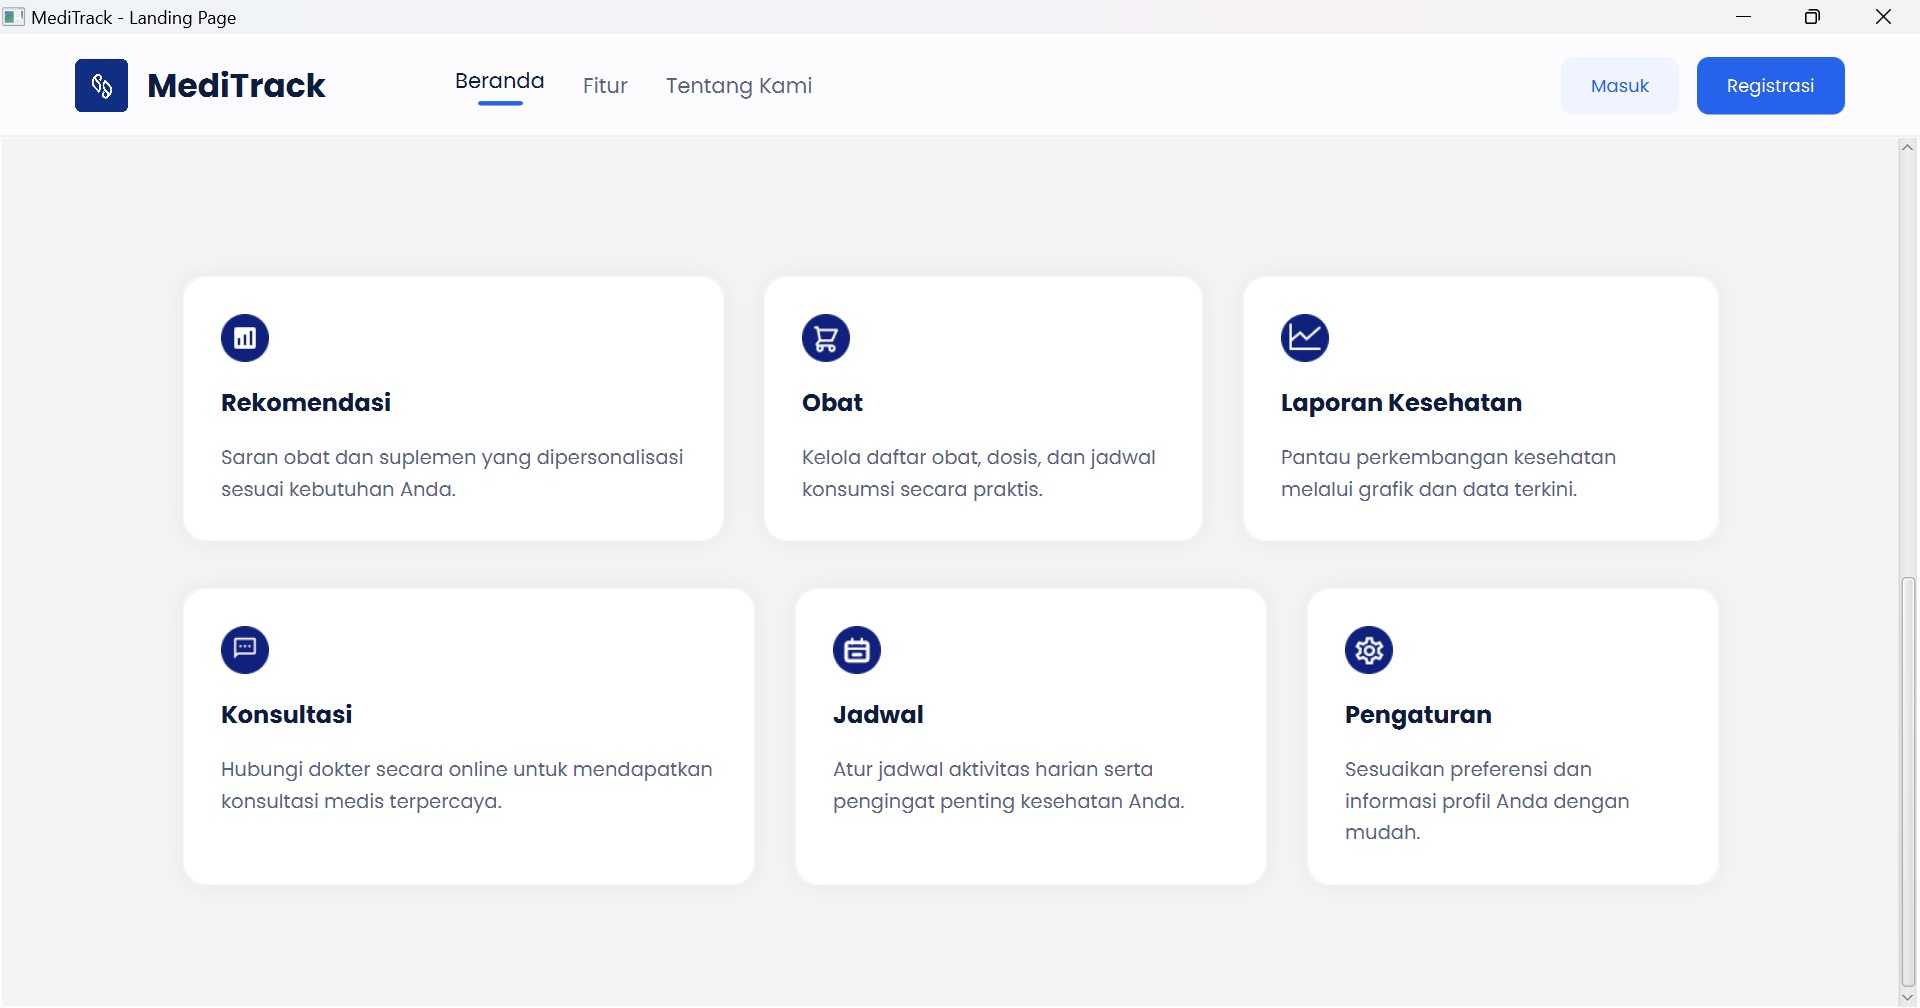 MediTrack - Landing Page
MediTrack
Beranda
Fitur
Tentang Kami
Masuk
Registrasi
Rekomendasi
Saran obat dan suplemen yang dipersonalisasi
sesuai kebutuhan Anda.
Obat
Kelola daftar obat, dosis, dan jadwal
konsumsi secara praktis.
Laporan Kesehatan
Pantau perkembangan kesehatan
melalui grafik dan data terkini.
Konsultasi
Hubungi dokter secara online untuk mendapatkan
konsultasi medis terpercaya.
Jadwal
Atur jadwal aktivitas harian serta
pengingat penting kesehatan Anda.
Pengaturan
Sesuaikan preferensi dan
informasi profil Anda dengan
mudah.